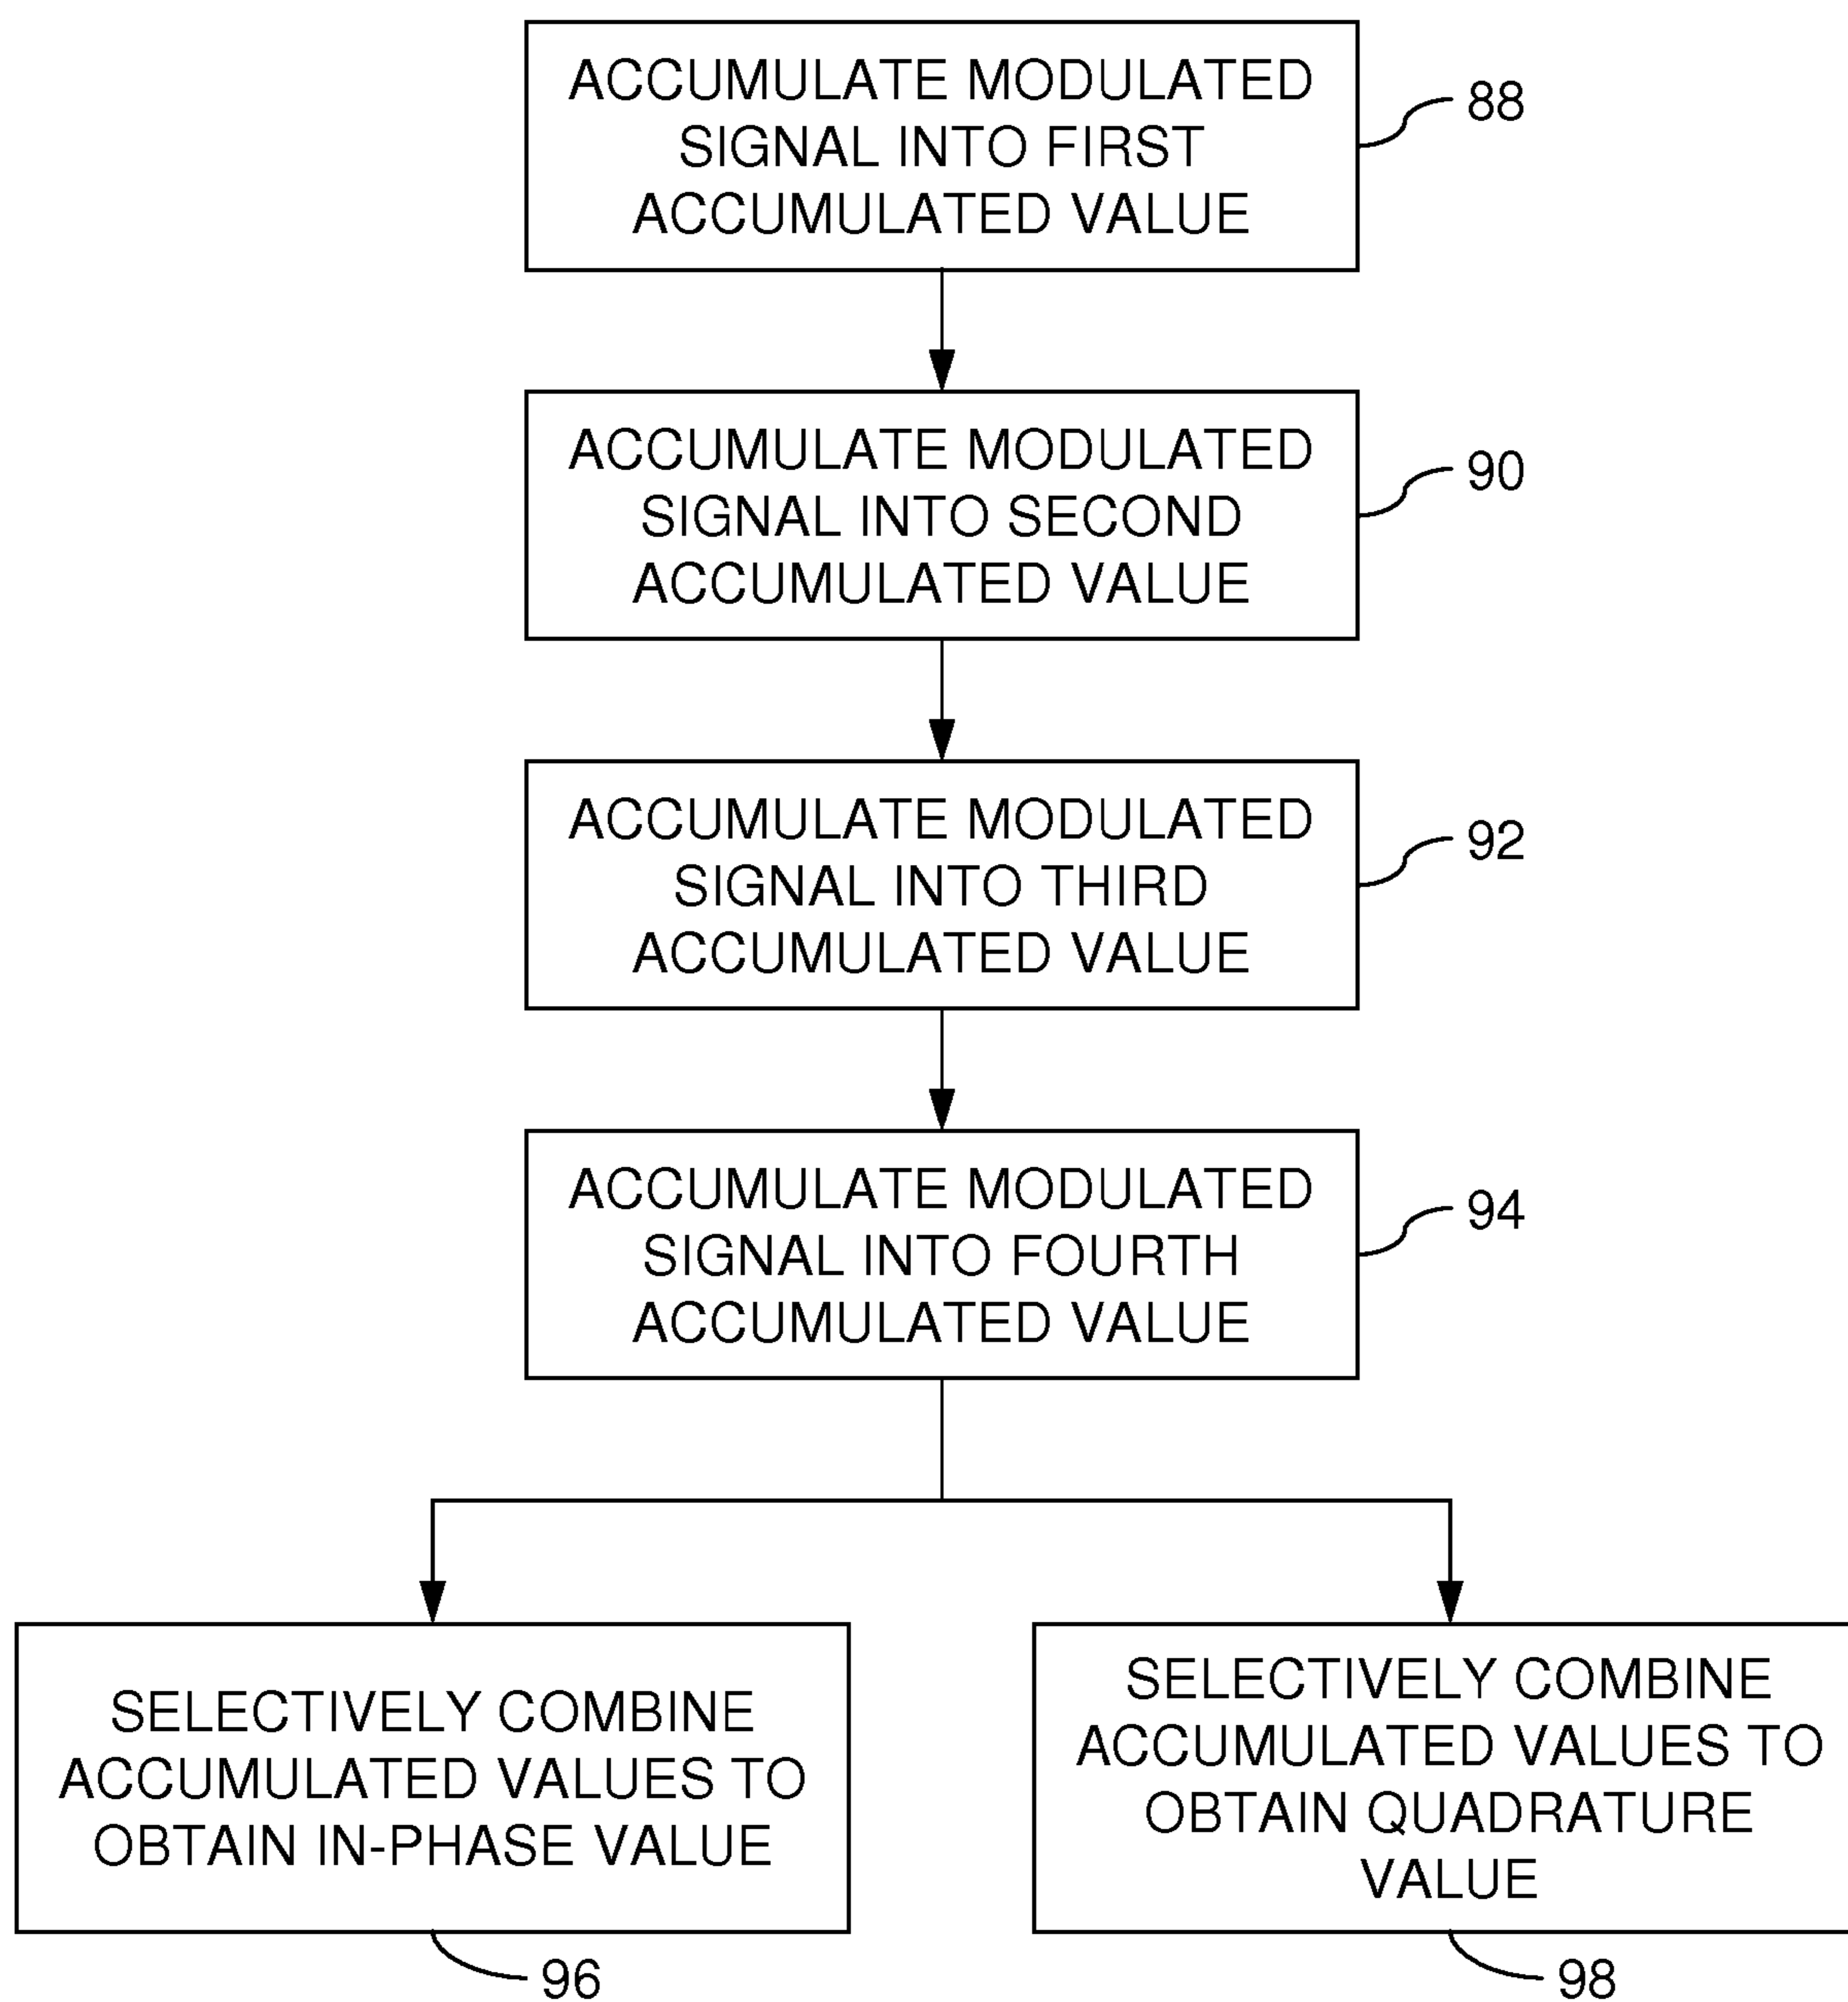 ACCUMULATE MODULATED
SIGNAL INTO FIRST
ACCUMULATED VALUE
88
ACCUMULATE MODULATED
SIGNAL INTO SECOND
ACCUMULATED VALUE
90
ACCUMULATE MODULATED
SIGNAL INTO THIRD
ACCUMULATED VALUE
92
ACCUMULATE MODULATED
SIGNAL INTO FOURTH
ACCUMULATED VALUE
94
SELECTIVELY COMBINE
ACCUMULATED VALUES TO
OBTAIN IN-PHASE VALUE
96
SELECTIVELY COMBINE
ACCUMULATED VALUES TO
OBTAIN QUADRATURE
VALUE
98